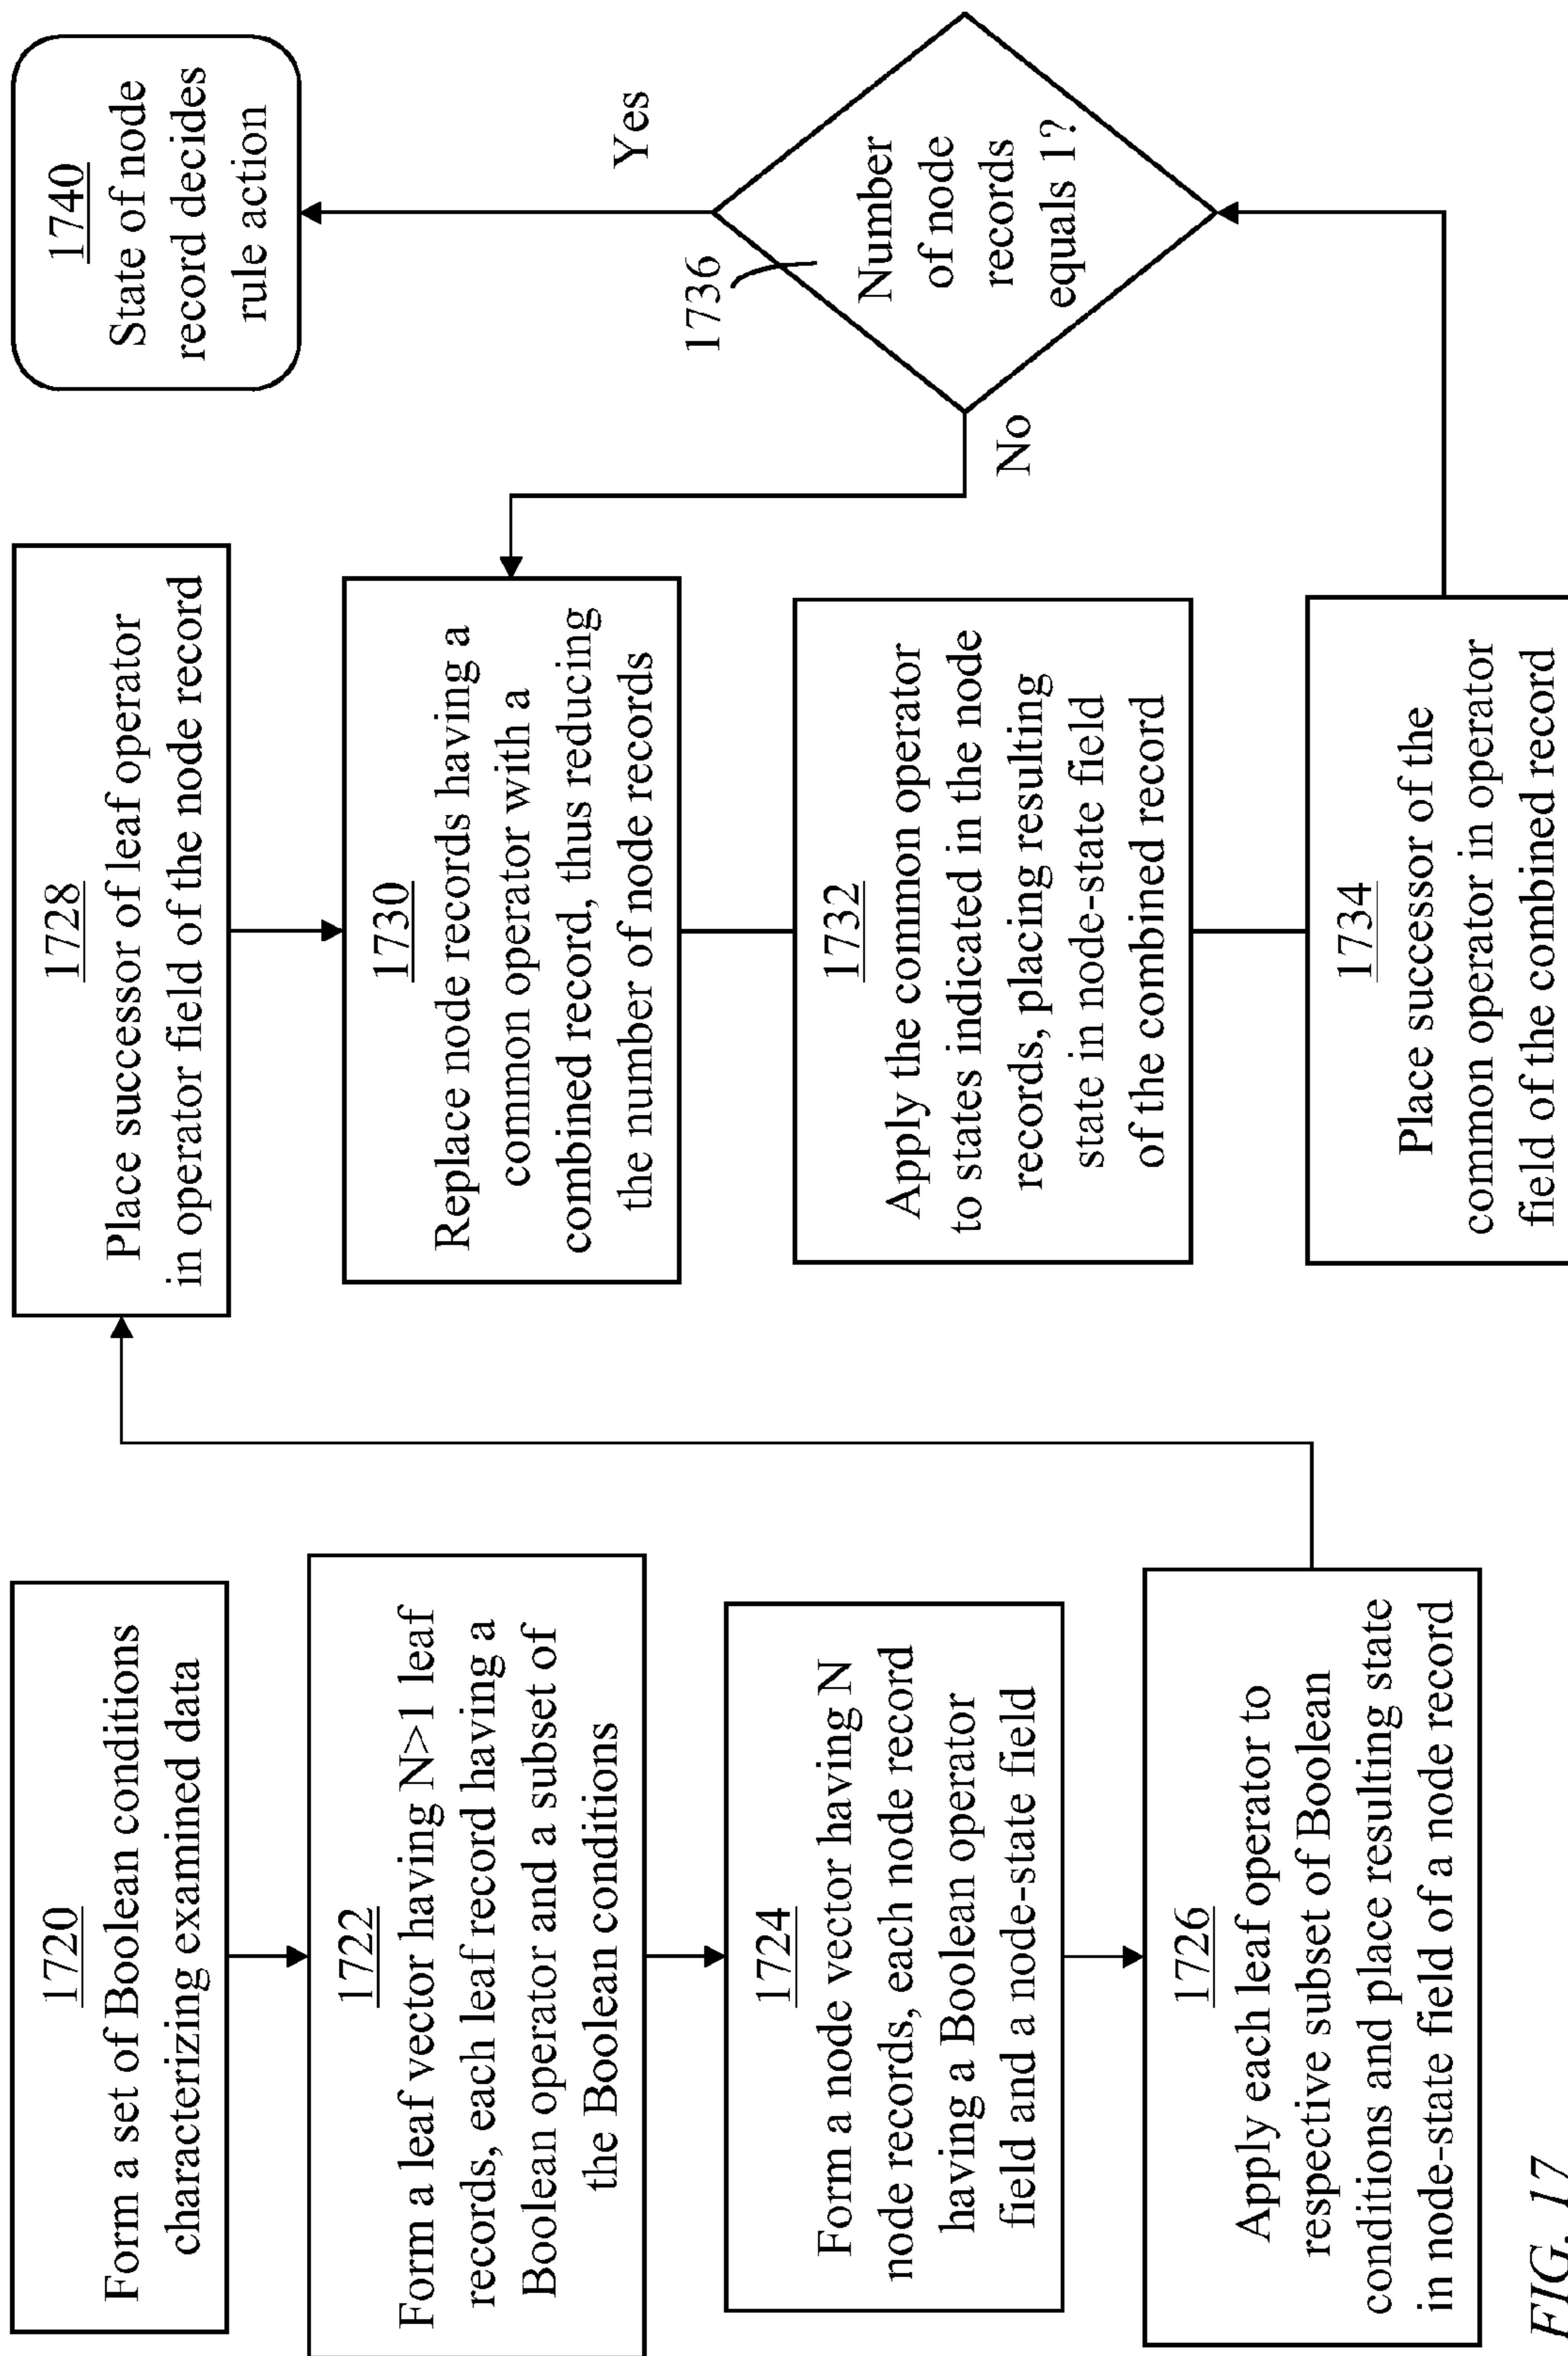 1720
Form a set of Boolean conditions
characterizing examined data
1722
Form a leaf vector having N>1 leaf
records, each leaf record having a
Boolean operator and a subset of
the Boolean conditions
1724
Form a node vector having N
node records, each node record
having a Boolean operator
field and a node-state field
1726
Apply each leaf operator to
respective subset of Boolean
conditions and place resulting state
in node-state field of a node record
1728
Place successor of leaf operator
in operator field of the node record
1730
Replace node records having a
common operator with a
combined record, thus reducing
the number of node records
1732
Apply the common operator
to states indicated in the node
records, placing resulting
state in node-state field
of the combined record
1734
Place successor of the
common operator in operator
field of the combined record
1736
Number
of node
records
equals 1?
No
Yes
1740
State of node
record decides
rule action
FIG. 17